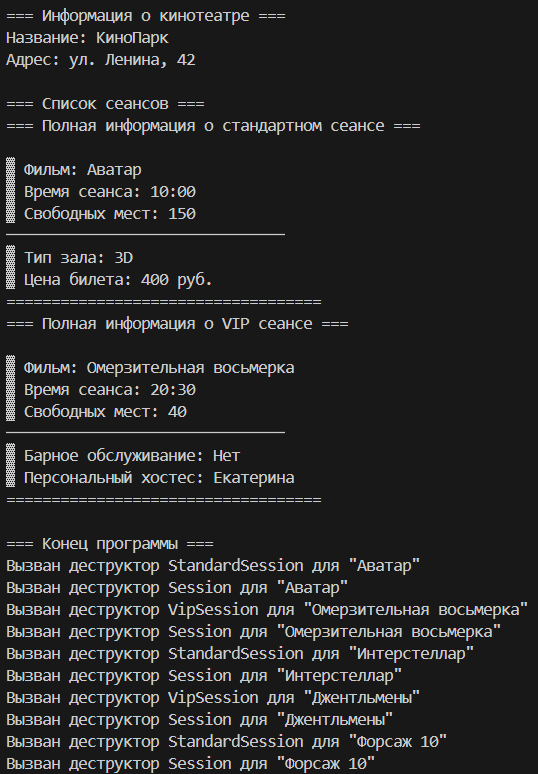 === Информация о кинотеатре ===
Название: КиноПарк
Адрес: ул. Ленина, 42
=== Список сеансов ===
=== Полная информация о стандартном сеансе ===
▓ Фильм: Аватар
▓ Время сеанса: 10:00
▓ Свободных мест: 150
───────────────────────────────
▓ Тип зала: 3D
▓ Цена билета: 400 руб.
===================================
=== Полная информация о VIP сеансе ===
▓ Фильм: Омерзительная восьмерка
▓ Время сеанса: 20:30
▓ Свободных мест: 40
───────────────────────────────
▓ Барное обслуживание: Нет
▓ Персональный хостес: Екатерина
===================================
=== Конец программы ===
Вызван деструктор StandardSession для "Аватар"
Вызван деструктор Session для "Аватар"
Вызван деструктор VipSession для "Омерзительная восьмерка"
Вызван деструктор Session для "Омерзительная восьмерка"
Вызван деструктор StandardSession для "Интерстеллар"
Вызван деструктор Session для "Интерстеллар"
Вызван деструктор VipSession для "Джентльмены"
Вызван деструктор Session для "Джентльмены"
Вызван деструктор StandardSession для "Форсаж 10"
Вызван деструктор Session для "Форсаж 10"